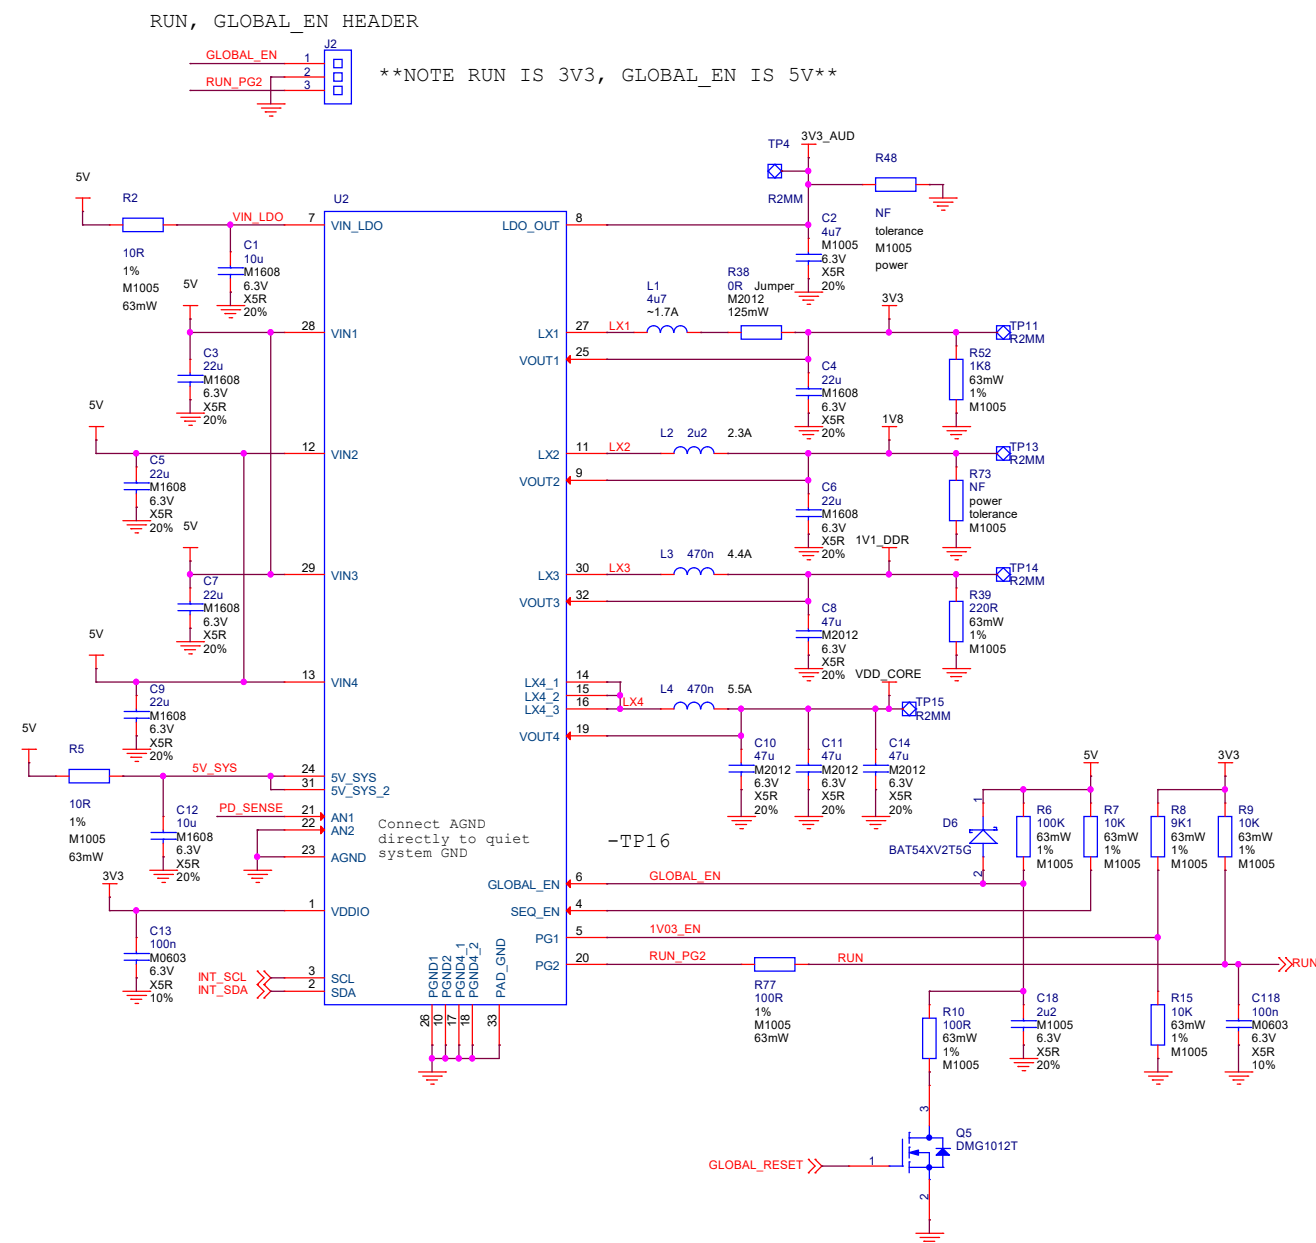 RUN, GLOBAL_EN HEADER
J2
GLOBAL_EN 1
2
RUN_PG2 3
**NOTE RUN IS 3V3, GLOBAL_EN IS 5V**
5V
R2
10R
1%
M1005
63mW
VIN_LDO 7
C1
10u
M1608
6.3V
X5R
20%
5V
28
C3
22u
M1608
6.3V
X5R
20%
5V
12
C5
22u
M1608
6.3V
X5R
20%
5V
29
C7
22u
M1608
6.3V
X5R
20%
5V
13
C9
22u
M1608
6.3V
X5R
20%
5V
R5
10R
1%
M1005
63mW
5V_SYS 24
31
C12
10u
M1608
6.3V
X5R
20%
PD_SENSE 21
22
23
3V3
1
C13
100n
M0603
6.3V
X5R
10%
INT_SCL 3
INT_SDA 2
U2
VIN_LDO
VIN1
VIN2
VIN3
VIN4
5V_SYS
5V_SYS_2
AN1
AN2
AGND
Connect AGND
directly to quiet
system GND
VDDIO
SCL
SDA
LDO_OUT
LX1
VOUT1
LX2
VOUT2
LX3
VOUT3
LX4_1
LX4_2
LX4_3
VOUT4
GLOBAL_EN
SEQ_EN
PG1
PG2
PGND1
PGND2
PGND4_1
PGND4_2
PAD_GND
26
10
17
18
33
8
TP4
R2MM
3V3_AUD
R48
NF
tolerance
M1005
power
C2
4u7
M1005
6.3V
X5R
20%
27 LX1
25
L1
4u7
~1.7A
R38
0R Jumper
M2012
125mW
3V3
TP11
R2MM
C4
22u
M1608
6.3V
X5R
20%
R52
1K8
63mW
1%
M1005
11 LX2
9
L2 2u2 2.3A
1V8
TP13
R2MM
C6
22u
M1608
6.3V
X5R
20%
R73
NF
power
tolerance
M1005
30 LX3
32
L3 470n 4.4A
1V1_DDR
TP14
R2MM
C8
47u
M2012
6.3V
X5R
20%
R39
220R
63mW
1%
M1005
14
15
16 LX4
19
L4 470n 5.5A
VDD_CORE
TP15
R2MM
C10
47u
M2012
6.3V
X5R
20%
C11
47u
M2012
6.3V
X5R
20%
C14
47u
M2012
6.3V
X5R
20%
-TP16
5V
3V3
1
D6
BAT54XV2T5G
2
R6
100K
63mW
1%
M1005
R7
10K
63mW
1%
M1005
R8
9K1
63mW
1%
M1005
R9
10K
63mW
1%
M1005
6 GLOBAL_EN
4
5 1V03_EN
20 RUN_PG2
R77
100R
1%
M1005
63mW
RUN
RUN
R10
100R
63mW
1%
M1005
C18
2u2
M1005
6.3V
X5R
20%
R15
10K
63mW
1%
M1005
C118
100n
M0603
6.3V
X5R
10%
3
Q5
DMG1012T
GLOBAL_RESET 1
2